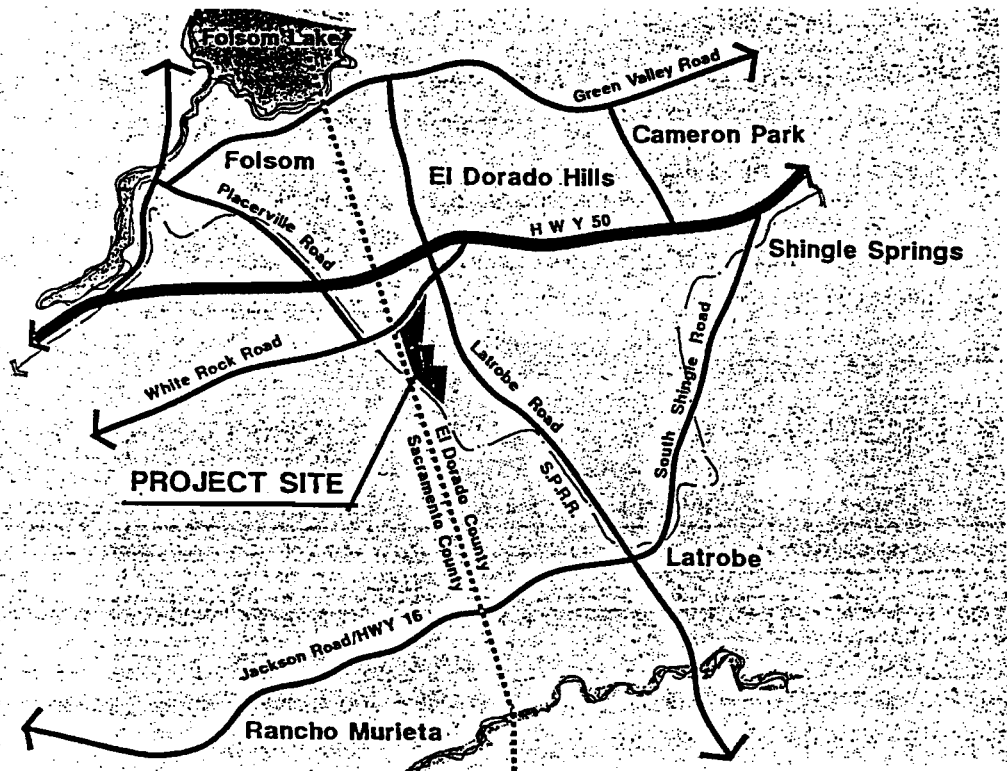 Folsom Lake
Green Valley Road
Cameron Park
Folsom
El Dorado Hills
Placerville Road
HWY 50
Shingle Springs
White Rock Road
Latrobe Road
South Shingle Road
PROJECT SITE
El Dorado County
Sacramento County
S.P.R.R.
Latrobe
Jackson Road/HWY 16
Rancho Murieta